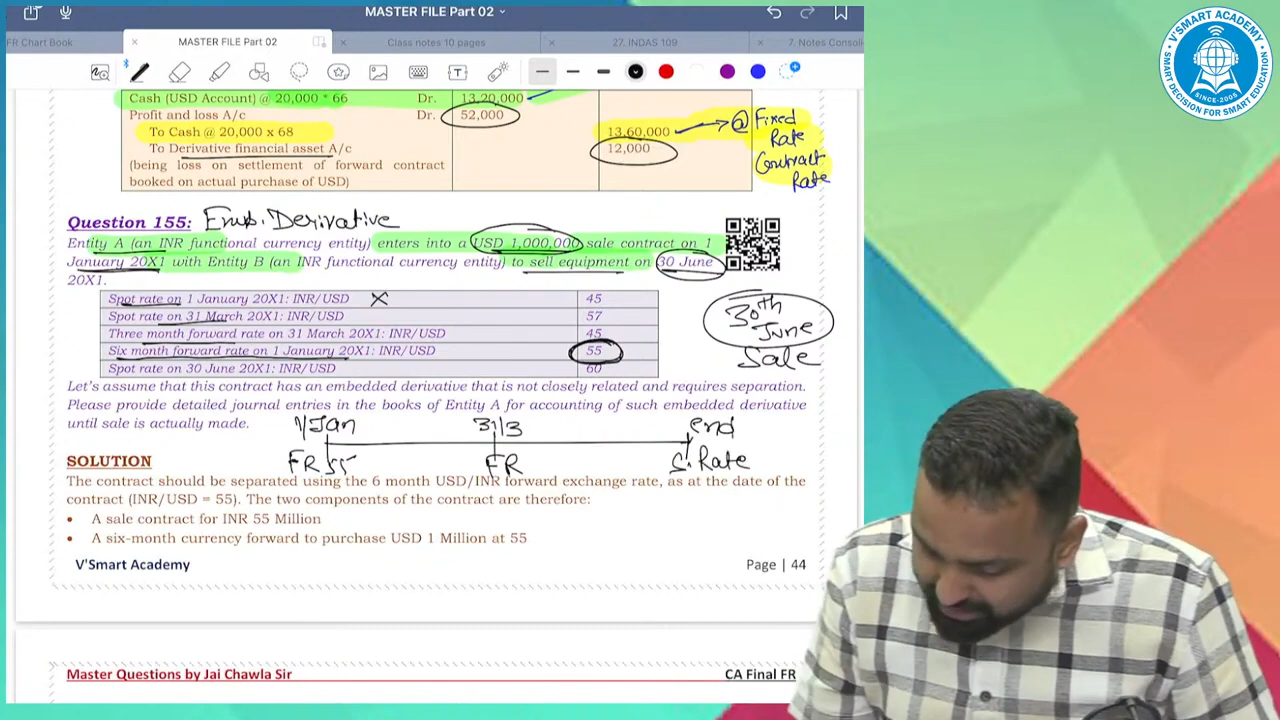 MASTER FILE Part 02
FR Chart Book
MASTER FILE Part 02
Class notes 10 pages
27. INDAS 109
7. Notes Consoli
Cash (USD Account) @ 20,000 * 66 Dr. 13,20,000
Profit and loss A/c Dr. 52,000
To Cash @ 20,000 x 68 13,60,000
To Derivative financial asset A/c 12,000
(being loss on settlement of forward contract
booked on actual purchase of USD)
@ Fixed
Rate
Contract
Rate
Question 155: Emb. Derivative
Entity A (an INR functional currency entity) enters into a USD 1,000,000 sale contract on 1
January 20X1 with Entity B (an INR functional currency entity) to sell equipment on 30 June
20X1.
Spot rate on 1 January 20X1: INR/USD 45
Spot rate on 31 March 20X1: INR/USD 57
Three month forward rate on 31 March 20X1: INR/USD 45
Six month forward rate on 1 January 20X1: INR/USD 55
Spot rate on 30 June 20X1: INR/USD 60
30th
June
Sale
Let's assume that this contract has an embedded derivative that is not closely related and requires separation.
Please provide detailed journal entries in the books of Entity A for accounting of such embedded derivative
until sale is actually made.
1/Jan 31/3 end
FR 55 FR S. Rate
SOLUTION
The contract should be separated using the 6 month USD/INR forward exchange rate, as at the date of the
contract (INR/USD = 55). The two components of the contract are therefore:
• A sale contract for INR 55 Million
• A six-month currency forward to purchase USD 1 Million at 55
V'Smart Academy Page | 44
Master Questions by Jai Chawla Sir CA Final FR
V'SMART ACADEMY
SINCE-2005
SMART DECISION FOR SMART EDUCATION